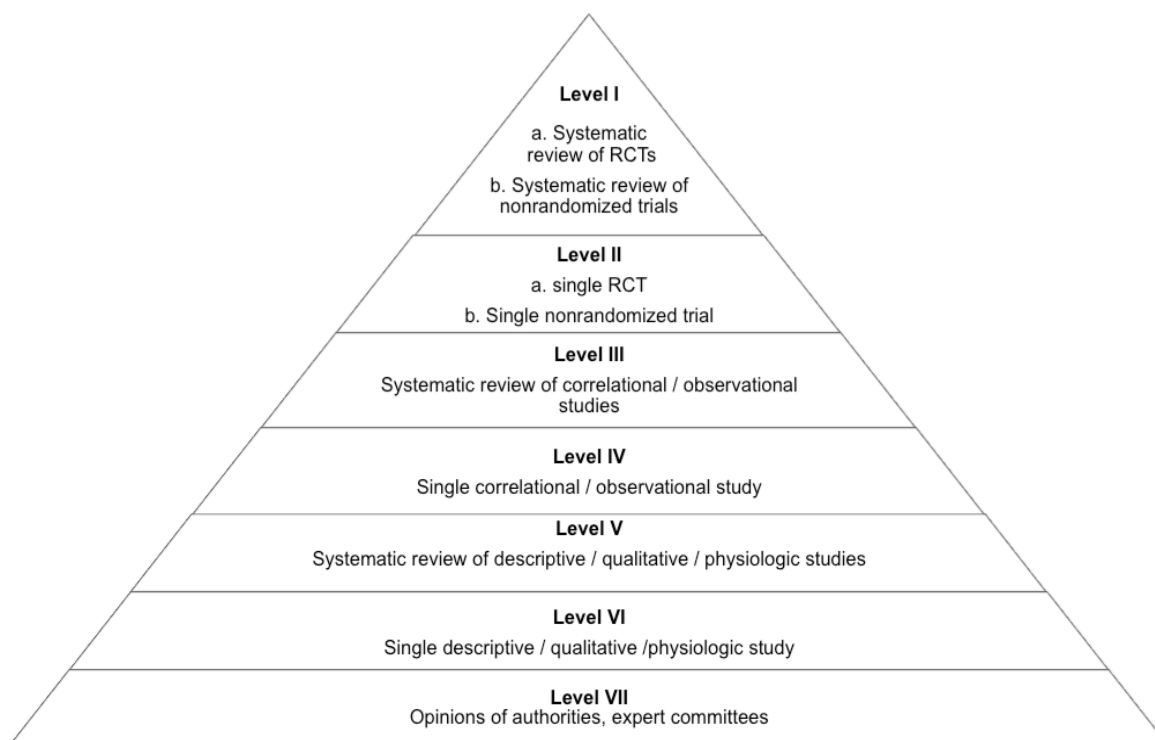 Level I
a. Systematic
review of RCTs
b. Systematic review of
nonrandomized trials
Level II
a. single RCT
b. Single nonrandomized trial
Level III
Systematic review of correlational / observational
studies
Level IV
Single correlational / observational study
Level V
Systematic review of descriptive / qualitative / physiologic studies
Level VI
Single descriptive / qualitative /physiologic study
Level VII
Opinions of authorities, expert committees